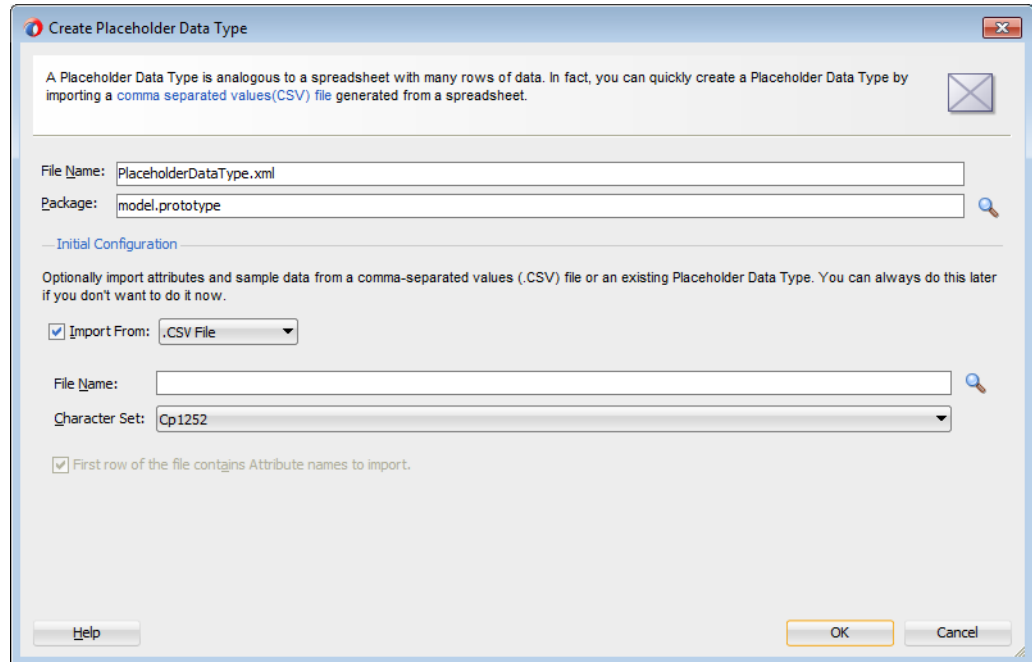 Create Placeholder Data Type
A Placeholder Data Type is analogous to a spreadsheet with many rows of data. In fact, you can quickly create a Placeholder Data Type by
importing a comma separated values(CSV) file generated from a spreadsheet.
File Name: PlaceholderDataType.xml
Package: model.prototype
Initial Configuration
Optionally import attributes and sample data from a comma-separated values (.CSV) file or an existing Placeholder Data Type. You can always do this later
if you don't want to do it now.
Import From: .CSV File
File Name:
Character Set: Cp1252
First row of the file contains Attribute names to import.
Help OK Cancel